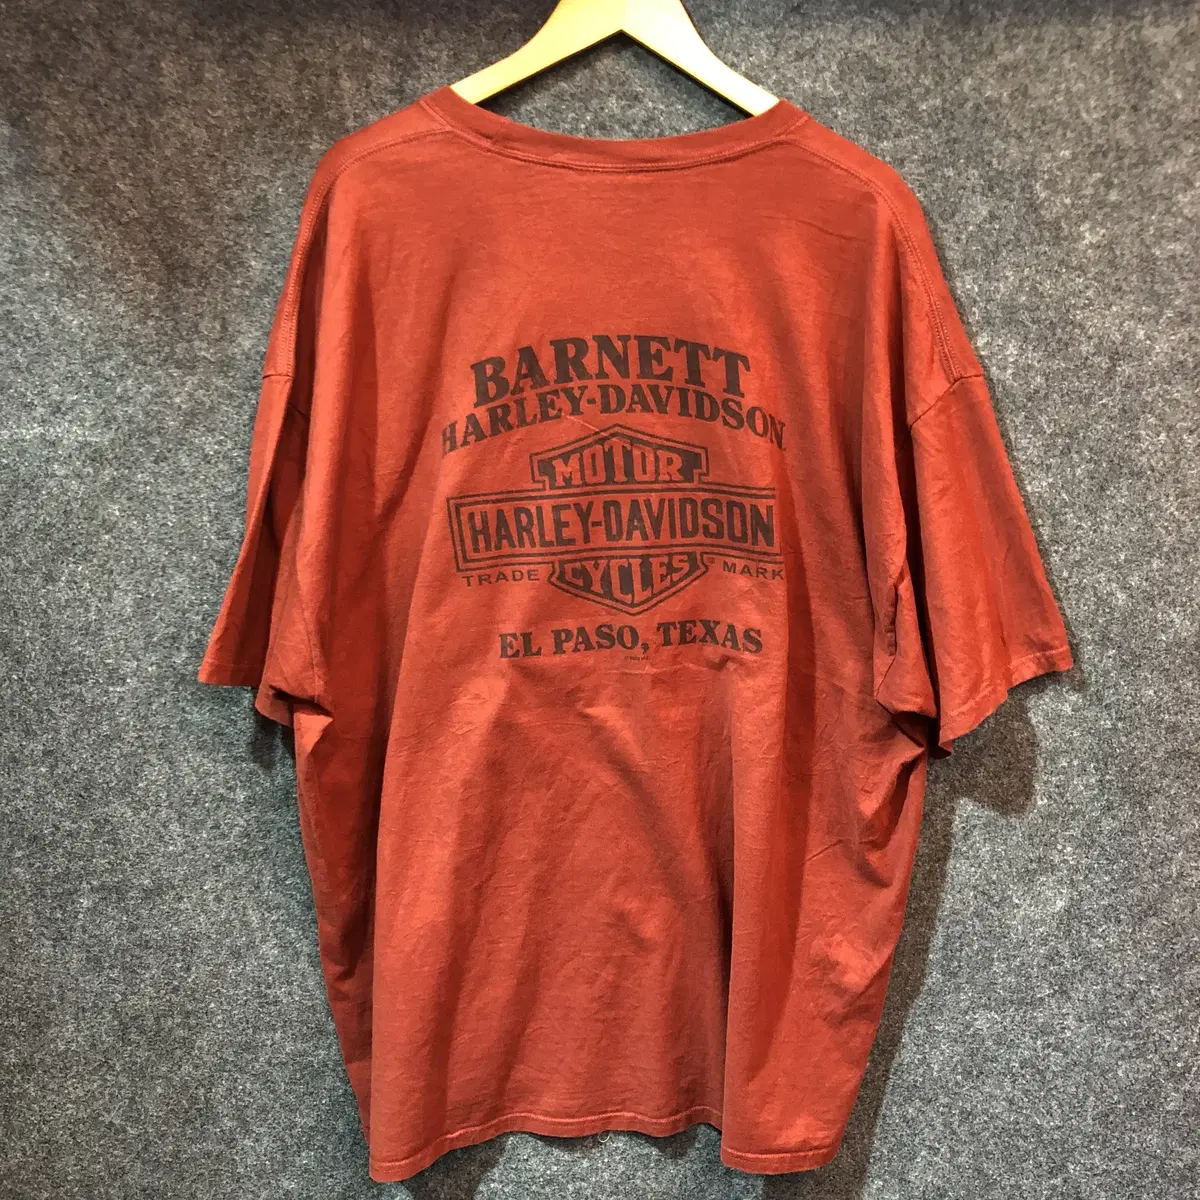 BARNETT
HARLEY-DAVIDSON
MOTOR
HARLEY-DAVIDSON
CYCLES
TRADE ® MARK
EL PASO, TEXAS